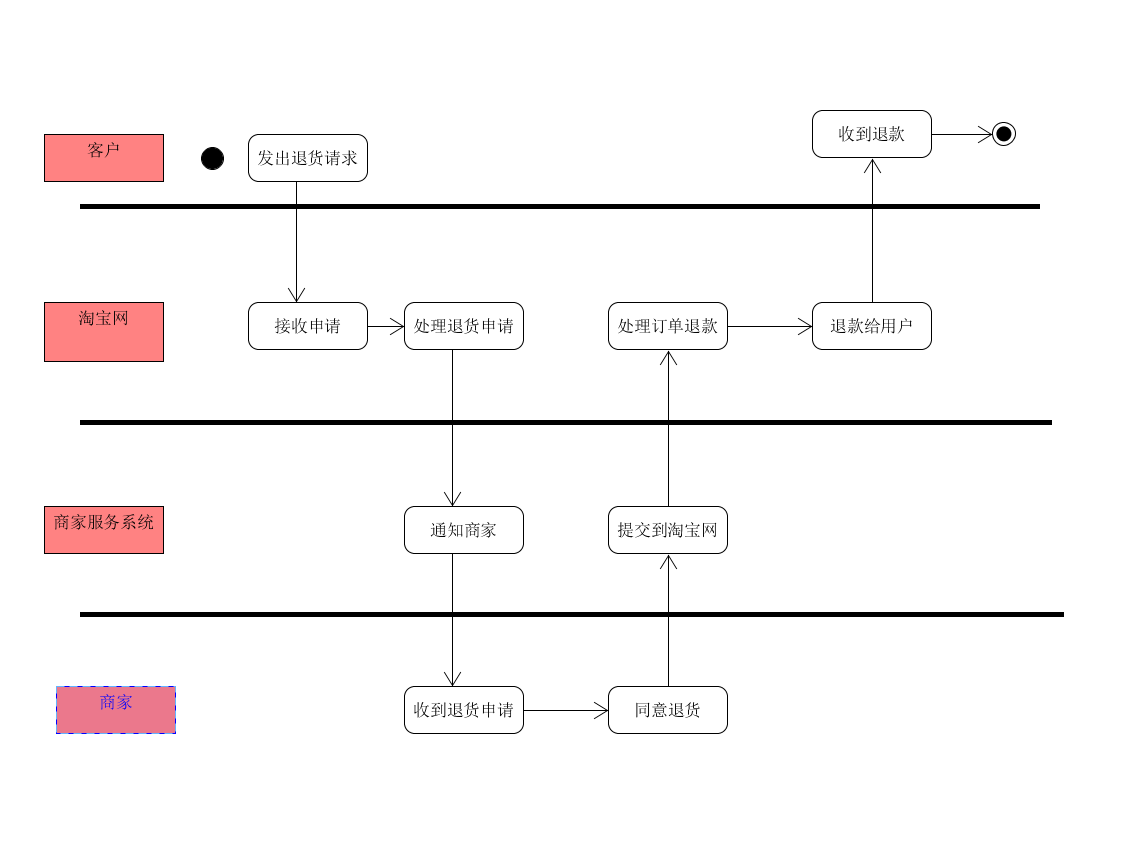 收到退款
客户
发出退货请求
淘宝网
接收申请
处理退货申请
处理订单退款
退款给用户
商家服务系统
通知商家
提交到淘宝网
商家
收到退货申请
同意退货